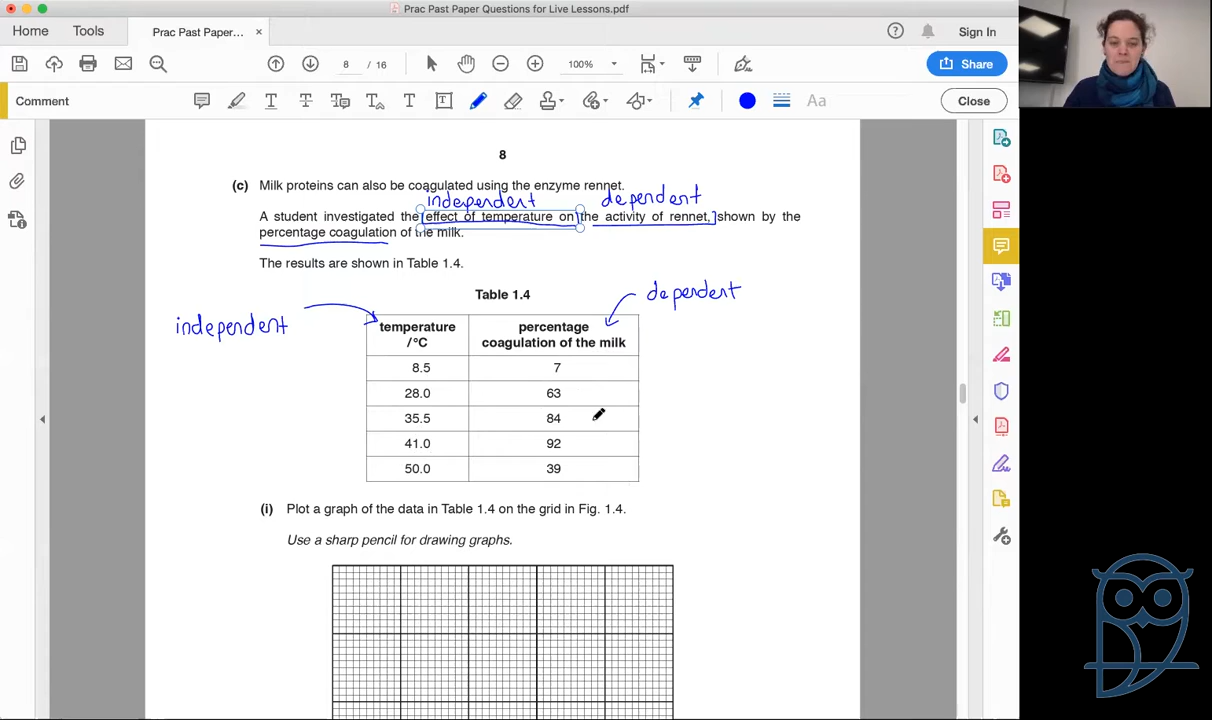 Prac Past Paper Questions for Live Lessons.pdf
Home Tools Prac Past Paper... × Sign In
8 / 16 100% Share
Comment Aa Close
8
(c) Milk proteins can also be coagulated using the enzyme rennet.
independent dependent
A student investigated the effect of temperature on the activity of rennet, shown by the
percentage coagulation of the milk.
The results are shown in Table 1.4.
Table 1.4 dependent
independent
temperature percentage
/°C coagulation of the milk
8.5 7
28.0 63
35.5 84
41.0 92
50.0 39
(i) Plot a graph of the data in Table 1.4 on the grid in Fig. 1.4.
Use a sharp pencil for drawing graphs.